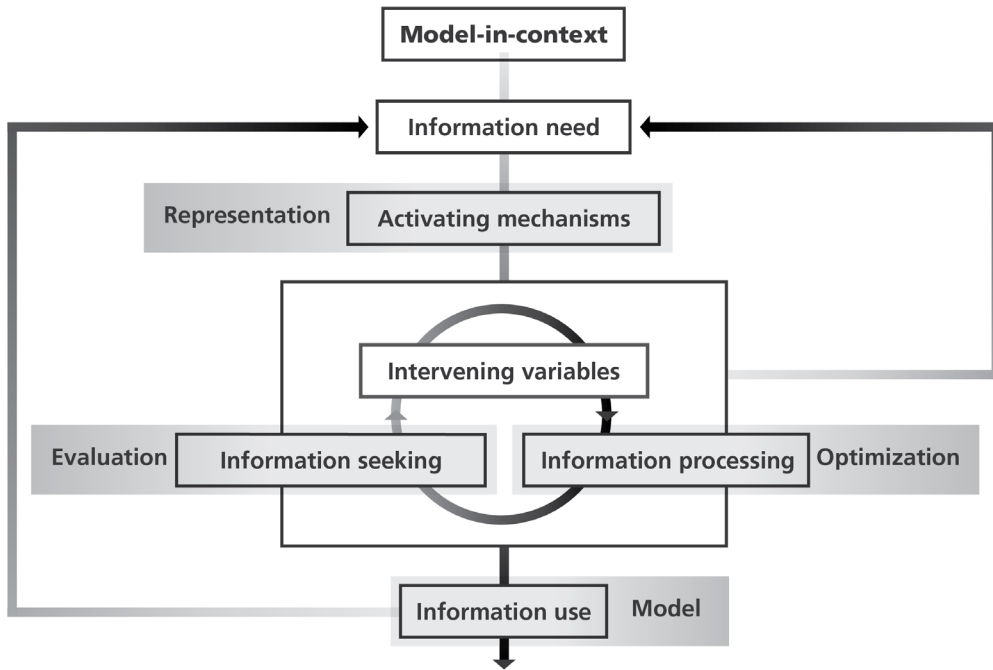 Model-in-context
Information need
Representation
Activating mechanisms
Intervening variables
Evaluation
Information seeking
Information processing
Optimization
Information use
Model